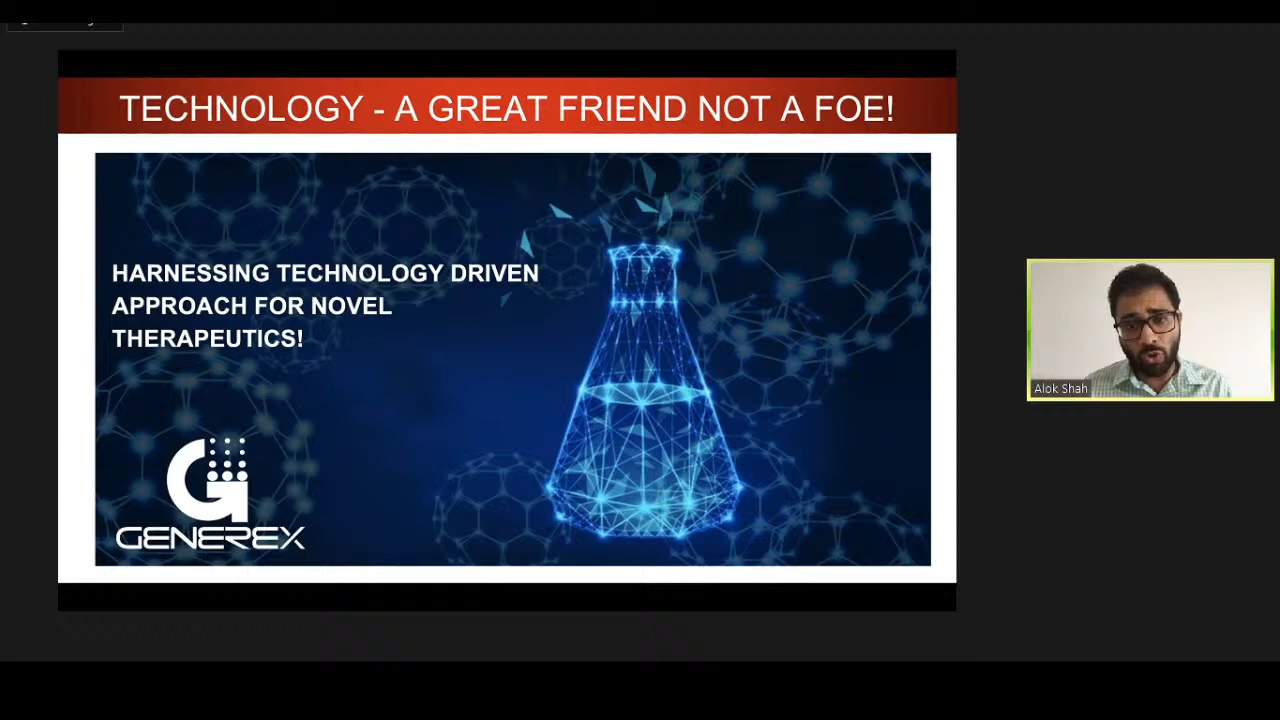 TECHNOLOGY - A GREAT FRIEND NOT A FOE!
HARNESSING TECHNOLOGY DRIVEN
APPROACH FOR NOVEL
THERAPEUTICS!
GENEREX
Alok Shah